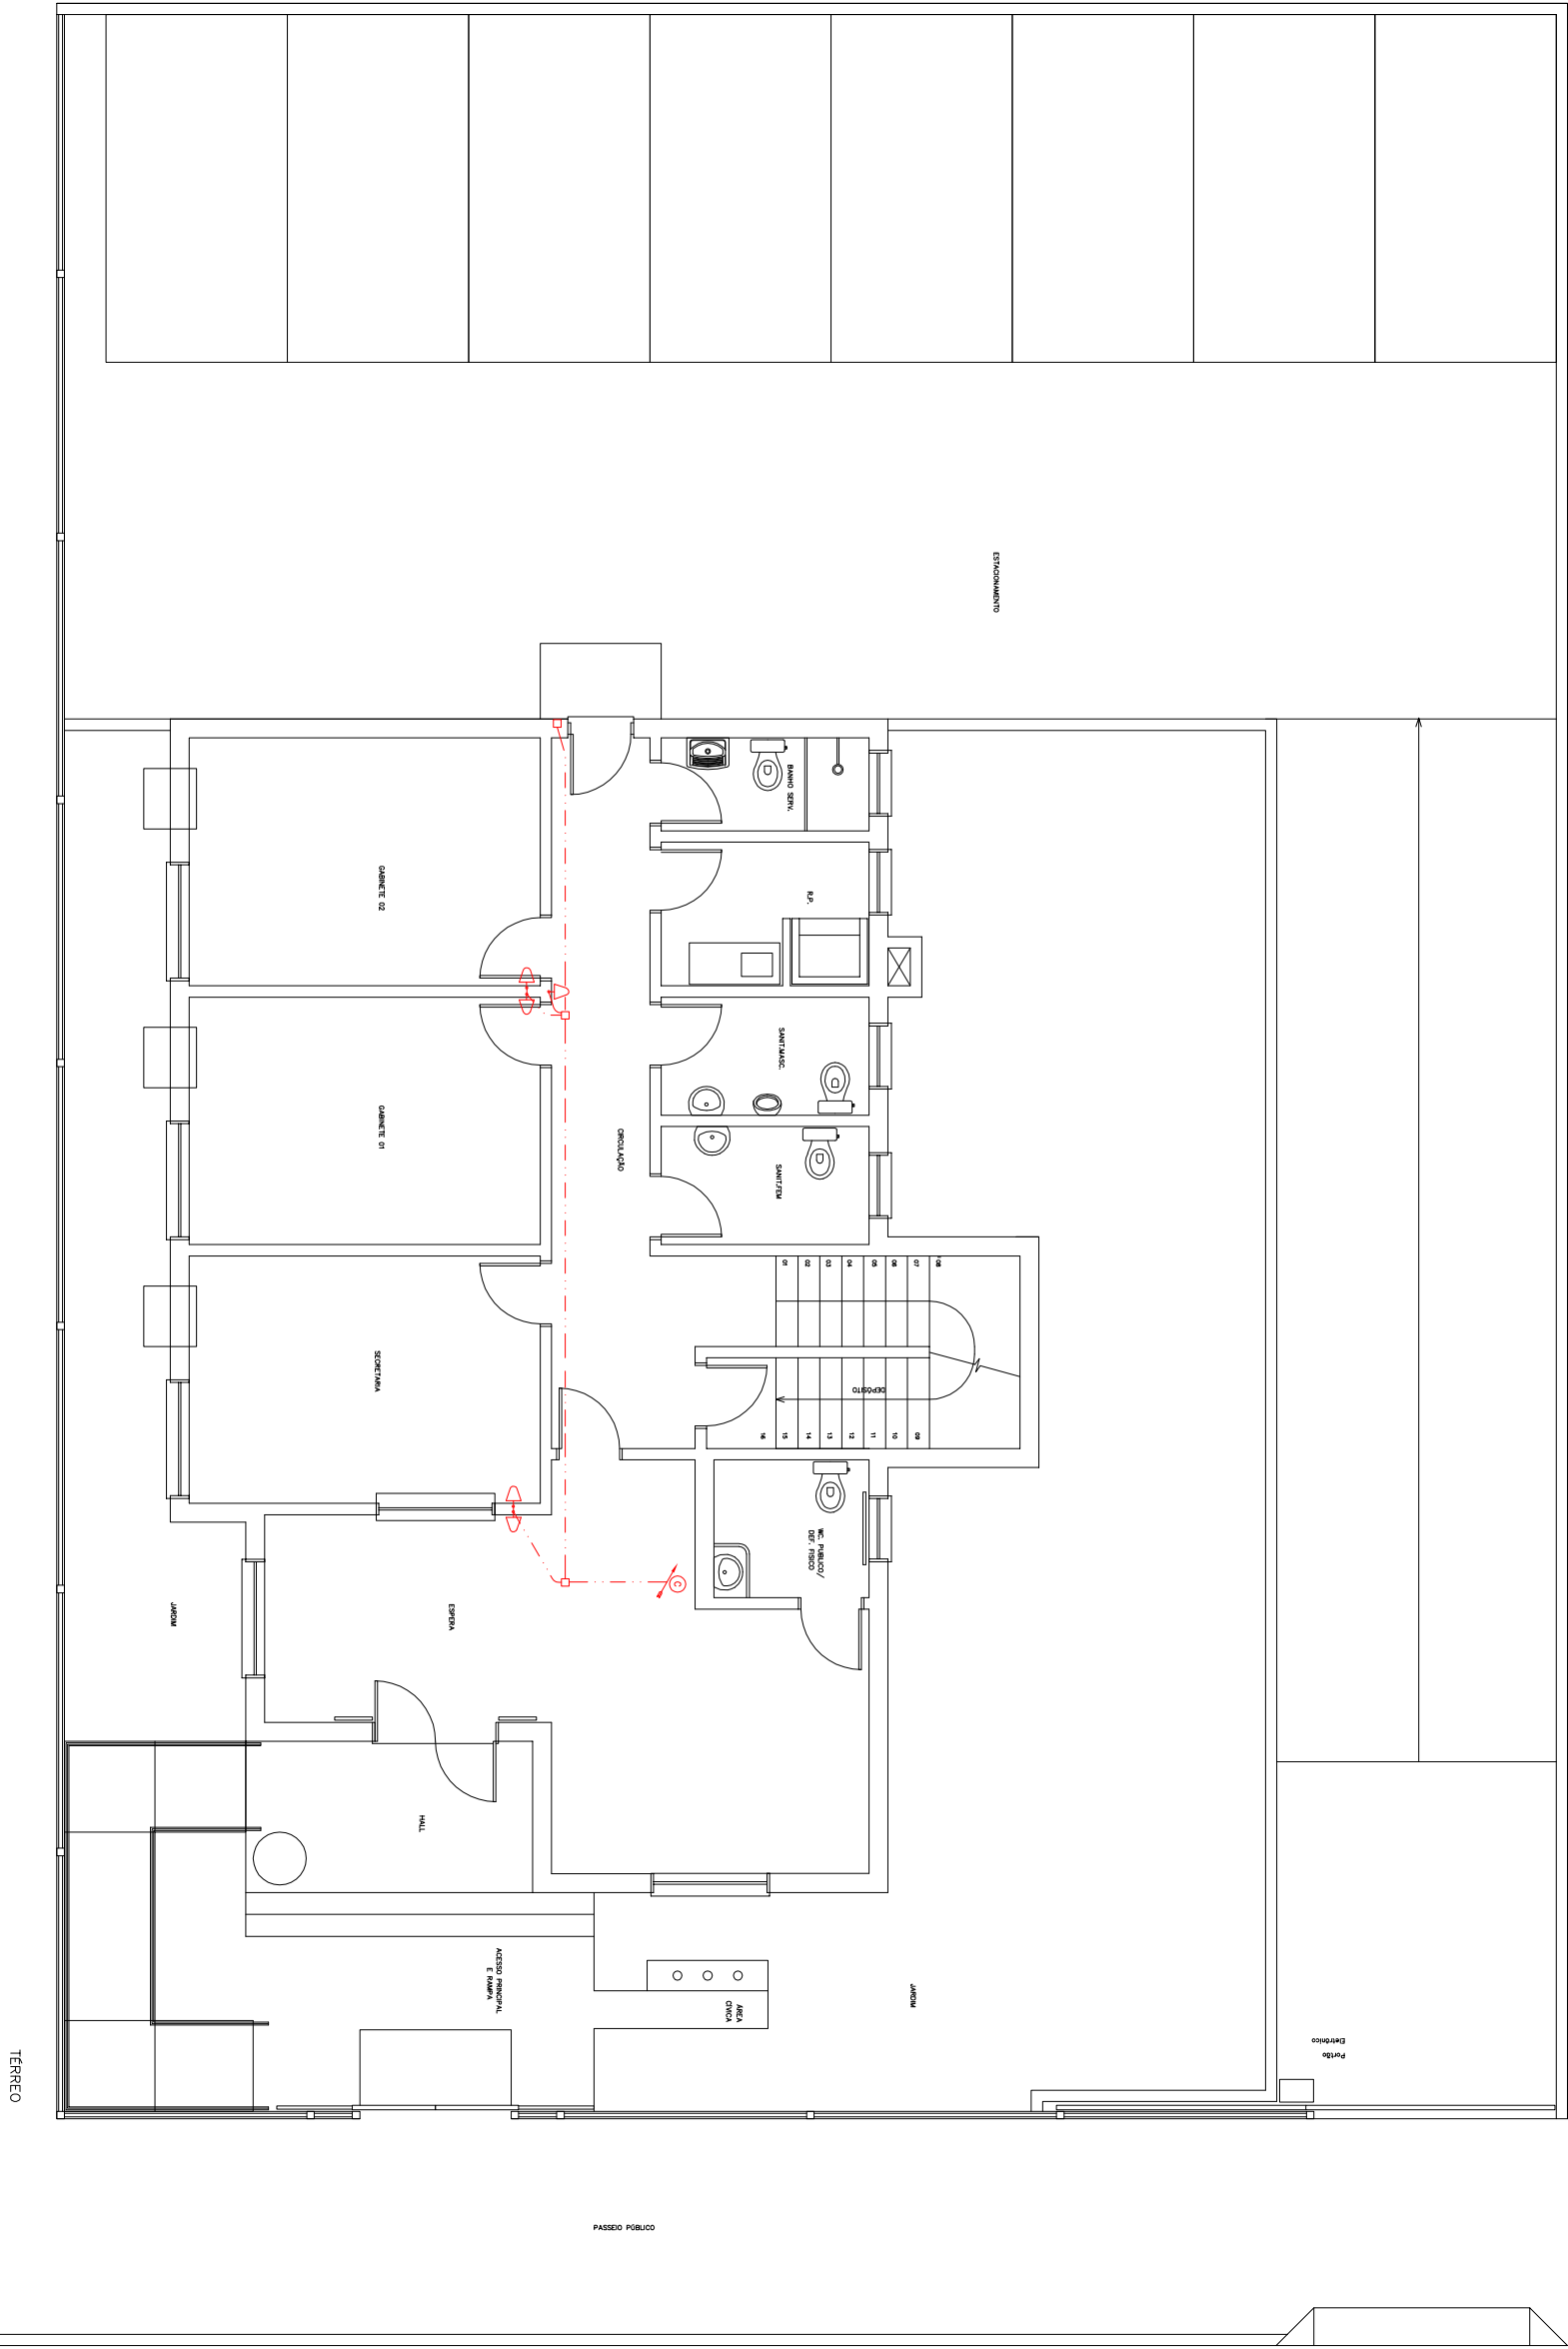 ESTACIONAMENTO
BANHO SERV.
R.P.
GABINETE 02
SANIT.MASC.
GABINETE 01
CIRCULAÇÃO
SANIT.FEM
01
02
03
04
05
06
07
08
SECRETARIA
DEPÓSITO
16
15
14
13
12
11
10
09
WC. PUBLICO/
DEF. FISICO
C
ESPERA
JARDIM
HALL
ACESSO PRINCIPAL
E RAMPA
ÁREA
CÍVICA
JARDIM
Portão
Eletrônico
TÉRREO
PASSEIO PÚBLICO